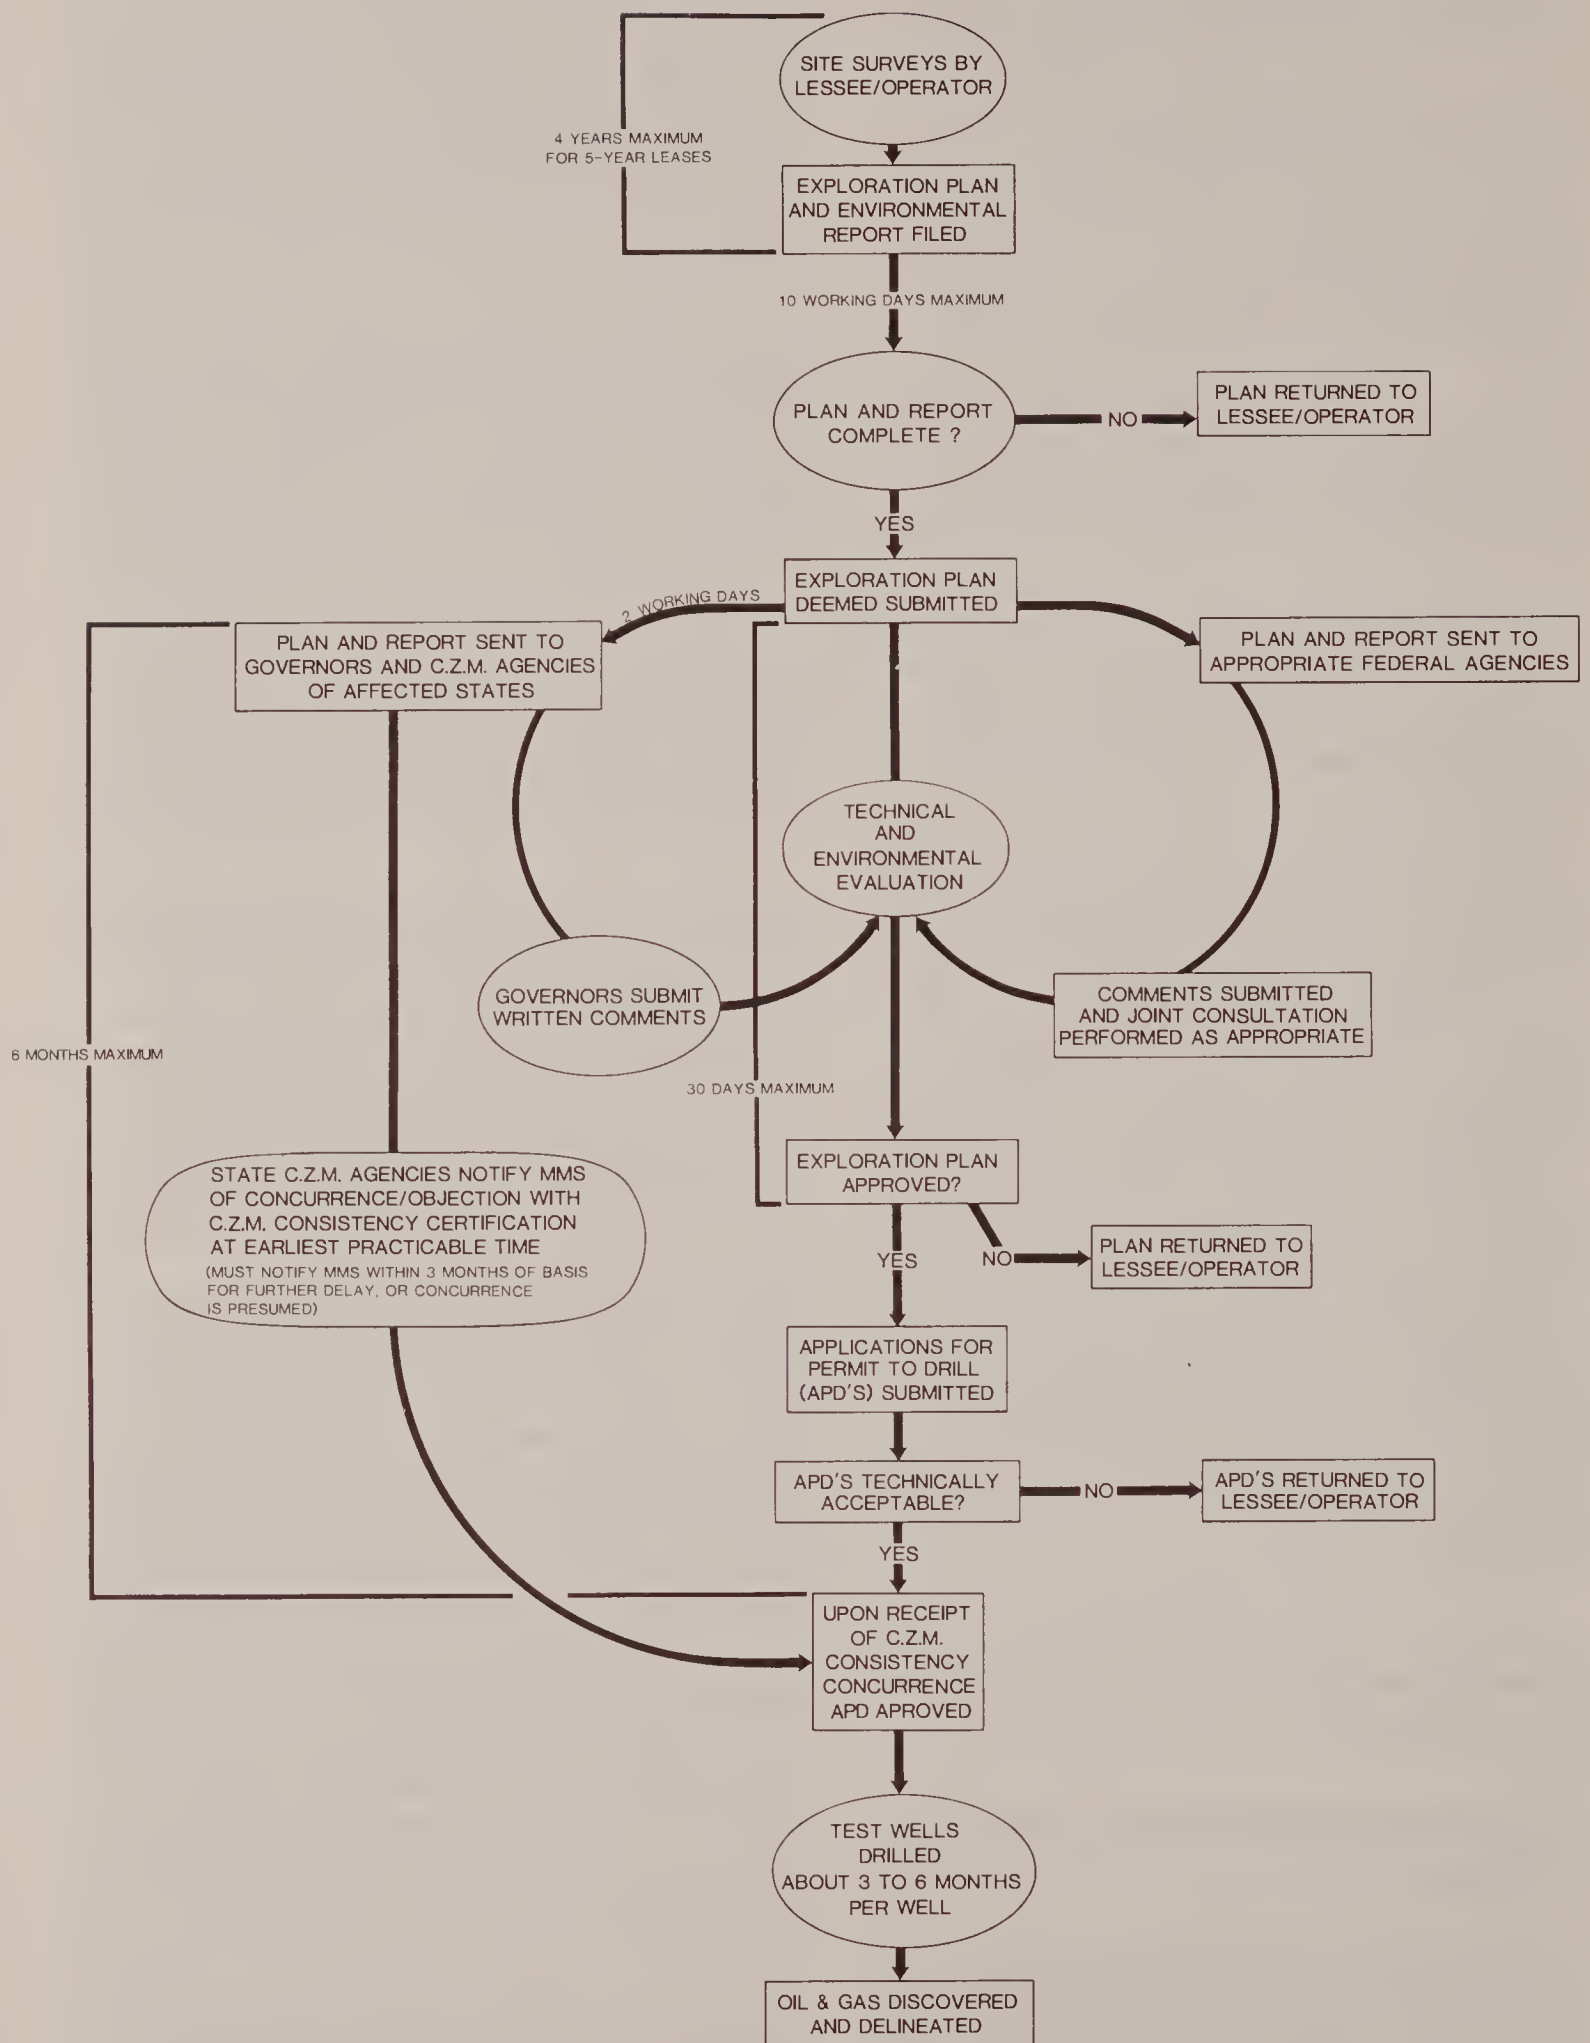 SITE SURVEYS BY
LESSEE/OPERATOR
4 YEARS MAXIMUM
FOR 5-YEAR LEASES
EXPLORATION PLAN
AND ENVIRONMENTAL
REPORT FILED
10 WORKING DAYS MAXIMUM
PLAN AND REPORT
COMPLETE ?
NO
PLAN RETURNED TO
LESSEE/OPERATOR
YES
EXPLORATION PLAN
DEEMED SUBMITTED
2 WORKING DAYS
PLAN AND REPORT SENT TO
GOVERNORS AND C.Z.M. AGENCIES
OF AFFECTED STATES
PLAN AND REPORT SENT TO
APPROPRIATE FEDERAL AGENCIES
TECHNICAL
AND
ENVIRONMENTAL
EVALUATION
GOVERNORS SUBMIT
WRITTEN COMMENTS
COMMENTS SUBMITTED
AND JOINT CONSULTATION
PERFORMED AS APPROPRIATE
6 MONTHS MAXIMUM
30 DAYS MAXIMUM
STATE C.Z.M. AGENCIES NOTIFY MMS
OF CONCURRENCE/OBJECTION WITH
C.Z.M. CONSISTENCY CERTIFICATION
AT EARLIEST PRACTICABLE TIME
(MUST NOTIFY MMS WITHIN 3 MONTHS OF BASIS
FOR FURTHER DELAY, OR CONCURRENCE
IS PRESUMED)
EXPLORATION PLAN
APPROVED?
YES
NO
PLAN RETURNED TO
LESSEE/OPERATOR
APPLICATIONS FOR
PERMIT TO DRILL
(APD'S) SUBMITTED
APD'S TECHNICALLY
ACCEPTABLE?
NO
APD'S RETURNED TO
LESSEE/OPERATOR
YES
UPON RECEIPT
OF C.Z.M.
CONSISTENCY
CONCURRENCE
APD APROVED
TEST WELLS
DRILLED
ABOUT 3 TO 6 MONTHS
PER WELL
OIL & GAS DISCOVERED
AND DELINEATED